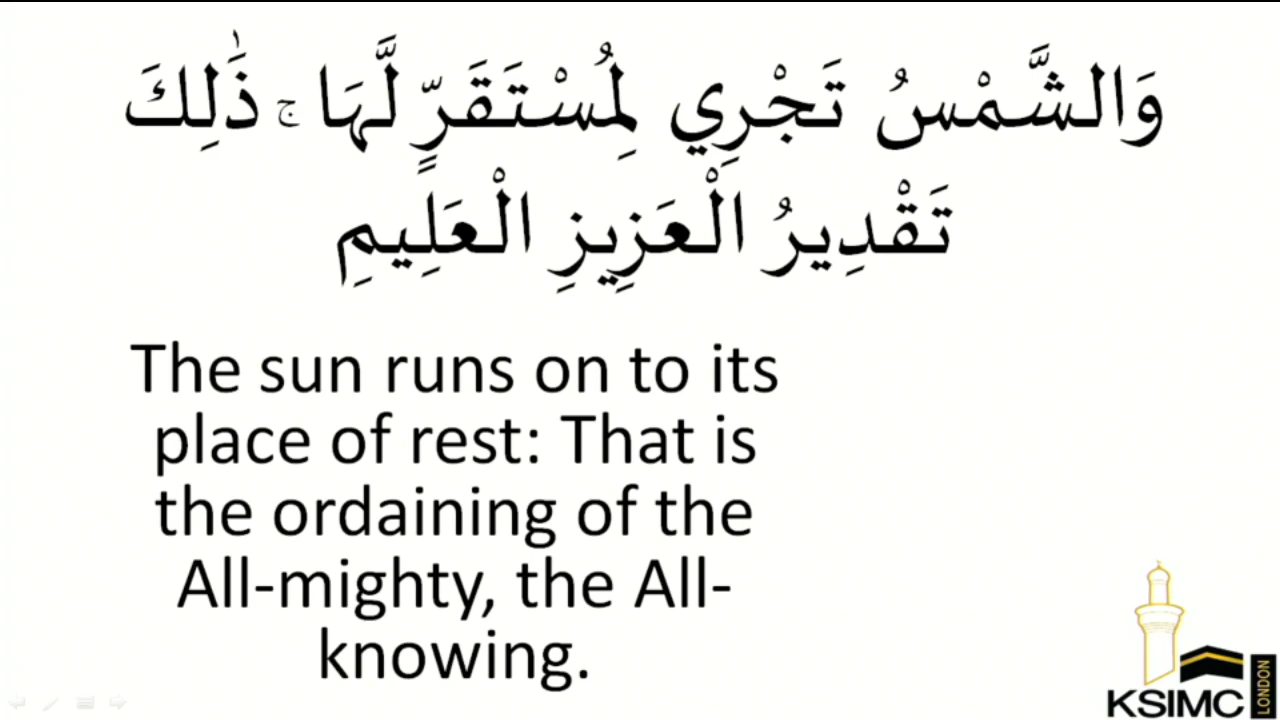 وَالشَّمْسُ تَجْرِي لِمُسْتَقَرٍّ لَّهَا ۚ ذَٰلِكَ
تَقْدِيرُ الْعَزِيزِ الْعَلِيمِ
The sun runs on to its
place of rest: That is
the ordaining of the
All-mighty, the All-
knowing.
KSIMC
LONDON